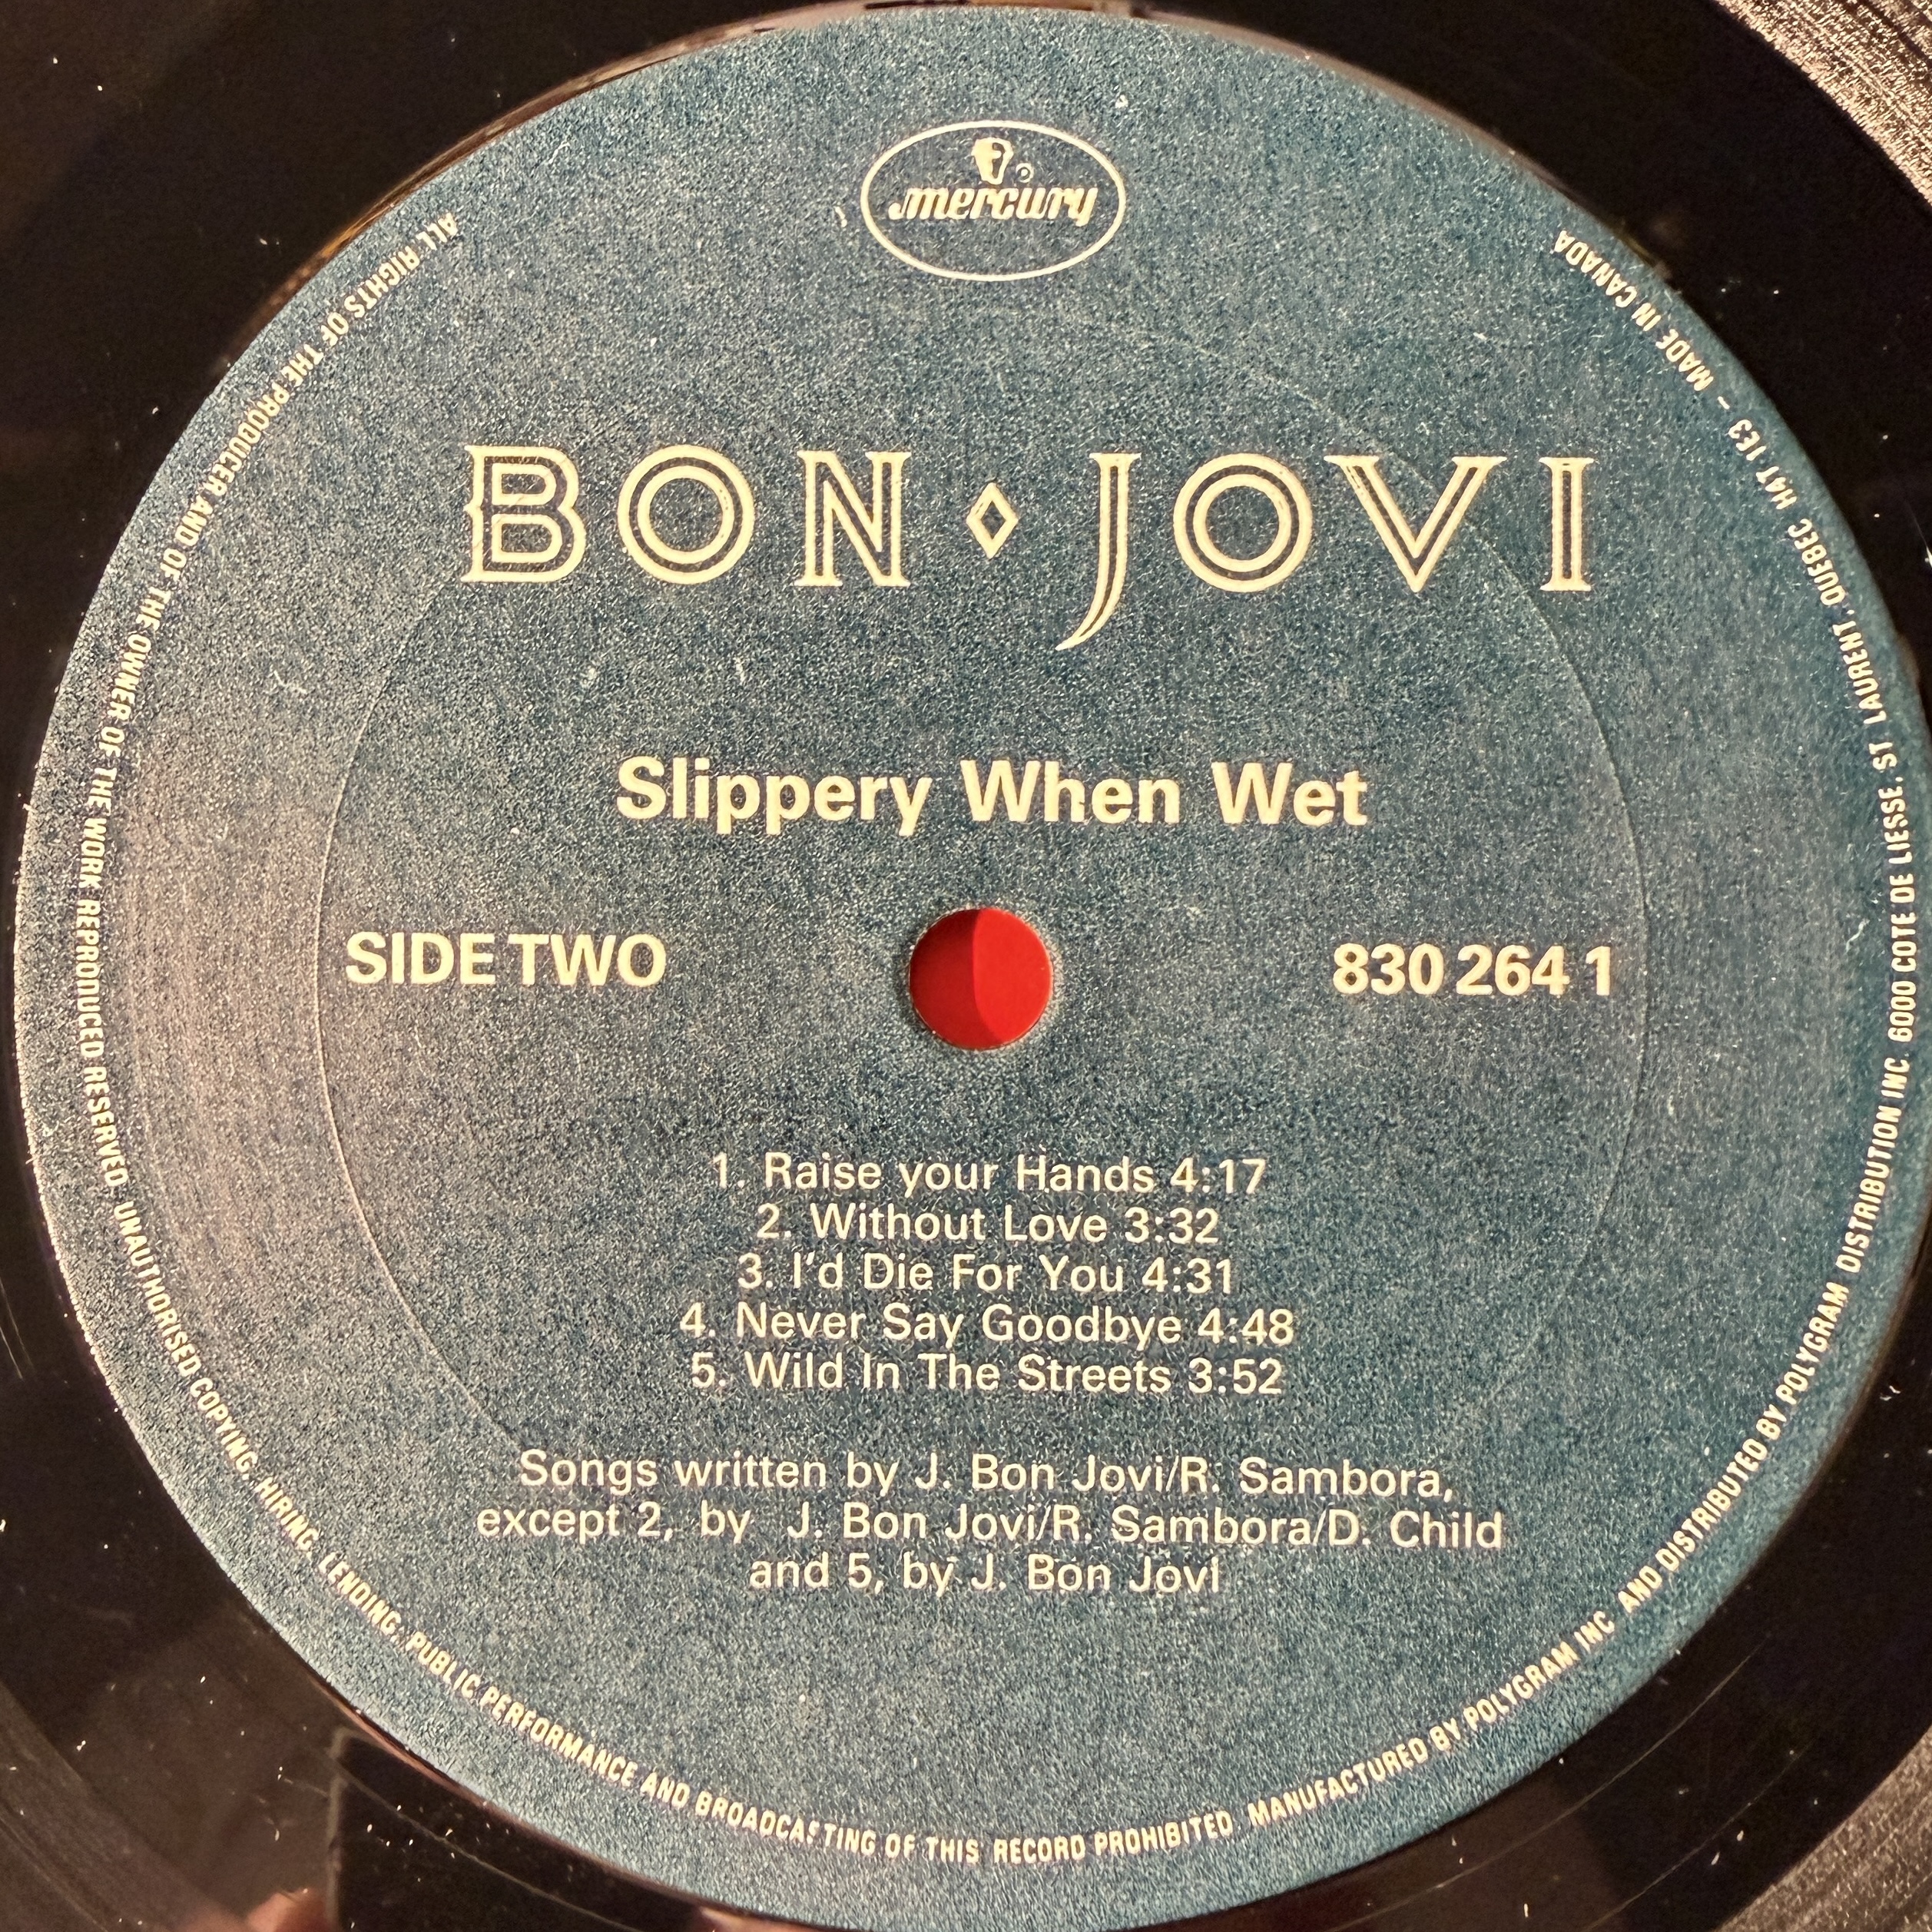 mercury
BON ◇ JOVI
Slippery When Wet
SIDE TWO
830 264 1
1. Raise your Hands 4:17
2. Without Love 3:32
3. I'd Die For You 4:31
4. Never Say Goodbye 4:48
5. Wild In The Streets 3:52
Songs written by J. Bon Jovi/R. Sambora,
except 2, by J. Bon Jovi/R. Sambora/D. Child
and 5, by J. Bon Jovi
ALL RIGHTS OF THE PRODUCER AND OF THE OWNER OF THE WORK REPRODUCED RESERVED UNAUTHORISED COPYING, HIRING, LENDING, PUBLIC PERFORMANCE AND BROADCASTING OF THIS RECORD PROHIBITED MANUFACTURED BY POLYGRAM INC AND DISTRIBUTED BY POLYGRAM DISTRIBUTION INC 6000 COTE DE LIESSE, ST LAURENT, QUEBEC H4T 1E3 – MADE IN CANADA